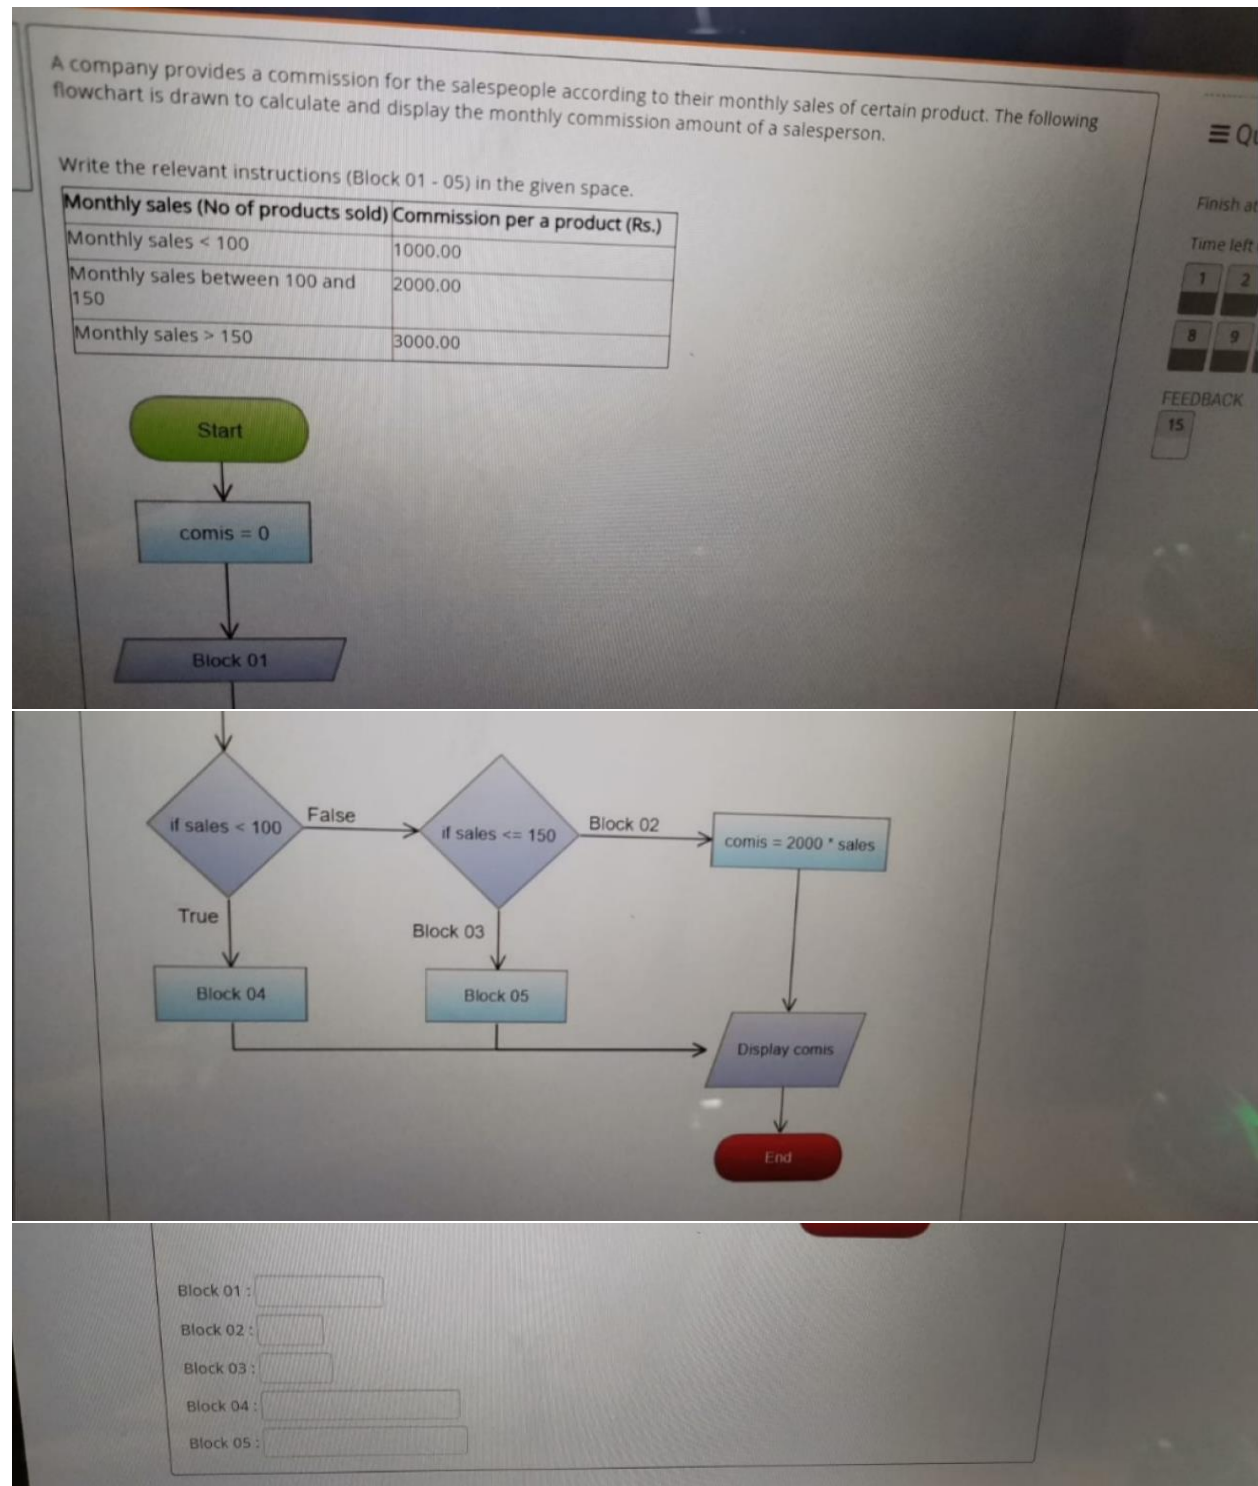 A company provides a commission for the salespeople according to their monthly sales of certain product. The following
flowchart is drawn to calculate and display the monthly commission amount of a salesperson.
Write the relevant instructions (Block 01 - 05) in the given space.
Monthly sales (No of products sold) Commission per a product (Rs.)
Monthly sales < 100 1000.00
Monthly sales between 100 and 2000.00
150
Monthly sales > 150 3000.00
Finish
Time left
1 2
8 9
FEEDBACK
15
Start
comis = 0
Block 01
if sales < 100
False
if sales <= 150
Block 02
comis = 2000 * sales
True
Block 03
Block 04
Block 05
Display comis
End
Block 01 :
Block 02 :
Block 03 :
Block 04 :
Block 05 :